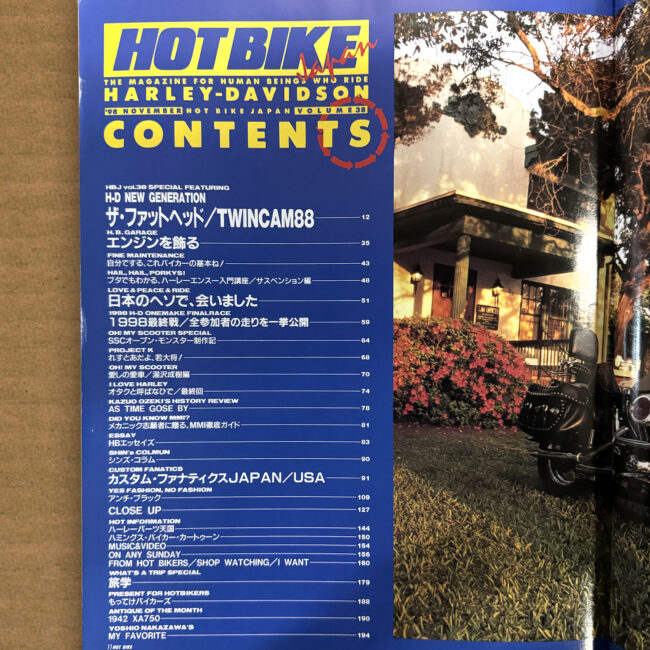 HOT BIKE
Japan
THE MAGAZINE FOR HUMAN BEINGS WHO RIDE
HARLEY-DAVIDSON
'98 NOVEMBER HOT BIKE JAPAN VOLUME 38
CONTENTS
HBJ vol.38 SPECIAL FEATURING
H-D NEW GENERATION
ザ・ファットヘッド/TWINCAM88 12
H.B. GARAGE
エンジンを飾る 35
FINE MAINTENANCE
自分でする、これバイカーの基本ね! 43
HAIL, HAIL, PORKYS!
ブタでもわかる、ハーレーエンスー入門講座/サスペンション編 48
LOVE & PEACE & RIDE
日本のヘソで、会いました 51
1998 H-D ONEMAKE FINALRACE
1998最終戦/全参加者の走りを一挙公開 59
OH! MY SCOOTER SPECIAL
SSCオープン・モンスター制作記 64
PROJECT K
れすとあだよ、若大将! 68
OH! MY SCOOTER
愛しの愛車/湯沢成樹編 70
I LOVE HARLEY
オタクと呼ばなひで/最終回 74
KAZUO OZEKI'S HISTORY REVIEW
AS TIME GOSE BY 78
DID YOU KNOW MMI?
メカニック志願者に贈る、MMI徹底ガイド 81
ESSAY
HBエッセイズ 83
SHIN's COLMUN
シンズ・コラム 90
CUSTOM FANATICS
カスタム・ファナティクスJAPAN/USA 91
YES FASHION, NO FASHION
アンチ・ブラック 109
CLOSE UP 127
HOT INFORMATION
ハーレーパーツ天国 144
ハミングス・バイカー・カートゥーン 150
MUSIC&VIDEO 154
ON ANY SUNDAY 156
FROM HOT BIKERS/SHOP WATCHING/I WANT 160
WHAT'S A TRIP SPECIAL
旅学 179
PRESENT FOR HOTBIKERS
もってけバイカーズ 188
ANTIQUE OF THE MONTH
1942 XA750 190
YOSHIO NAKAZAWA'S
MY FAVORITE 194
11 HOT BIKE